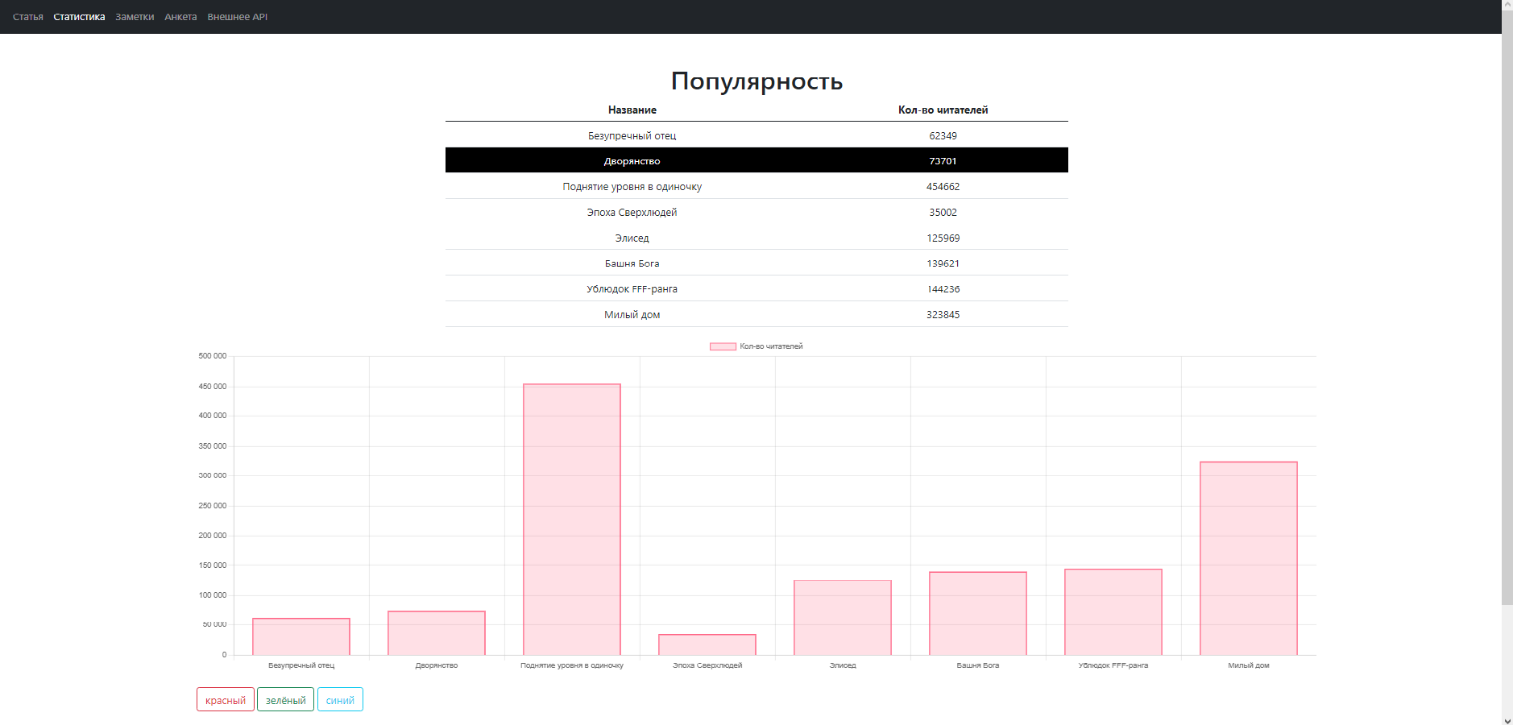 Статья Статистика Заметки Анкета Внешнее API
Популярность
Название Кол-во читателей
Безупречный отец 62349
Дворянство 73701
Поднятие уровня в одиночку 454662
Эпоха Сверхлюдей 35002
Элисед 125969
Башня Бога 139621
Ублюдок FFF-ранга 144236
Милый дом 323845
Кол-во читателей
500 000
450 000
400 000
350 000
300 000
250 000
200 000
150 000
100 000
50 000
0
Безупречный отец Дворянство Поднятие уровня в одиночку Эпоха Сверхлюдей Элисед Башня Бога Ублюдок FFF-ранга Милый дом
красный зелёный синий